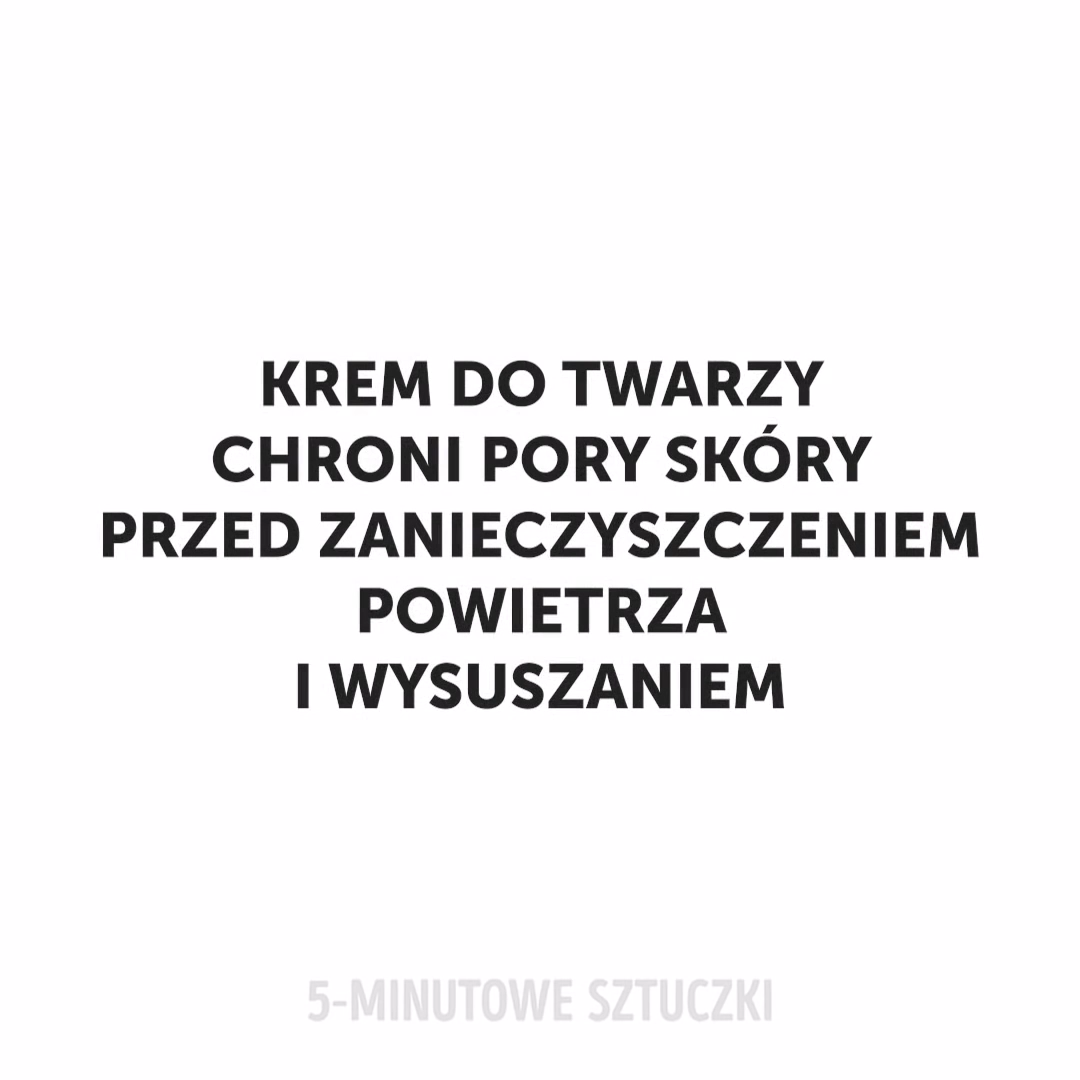 KREM DO TWARZY
CHRONI PORY SKÓRY
PRZED ZANIECZYSZCZENIEM
POWIETRZA
I WYSUSZANIEM
5-MINUTOWE SZTUCZKI